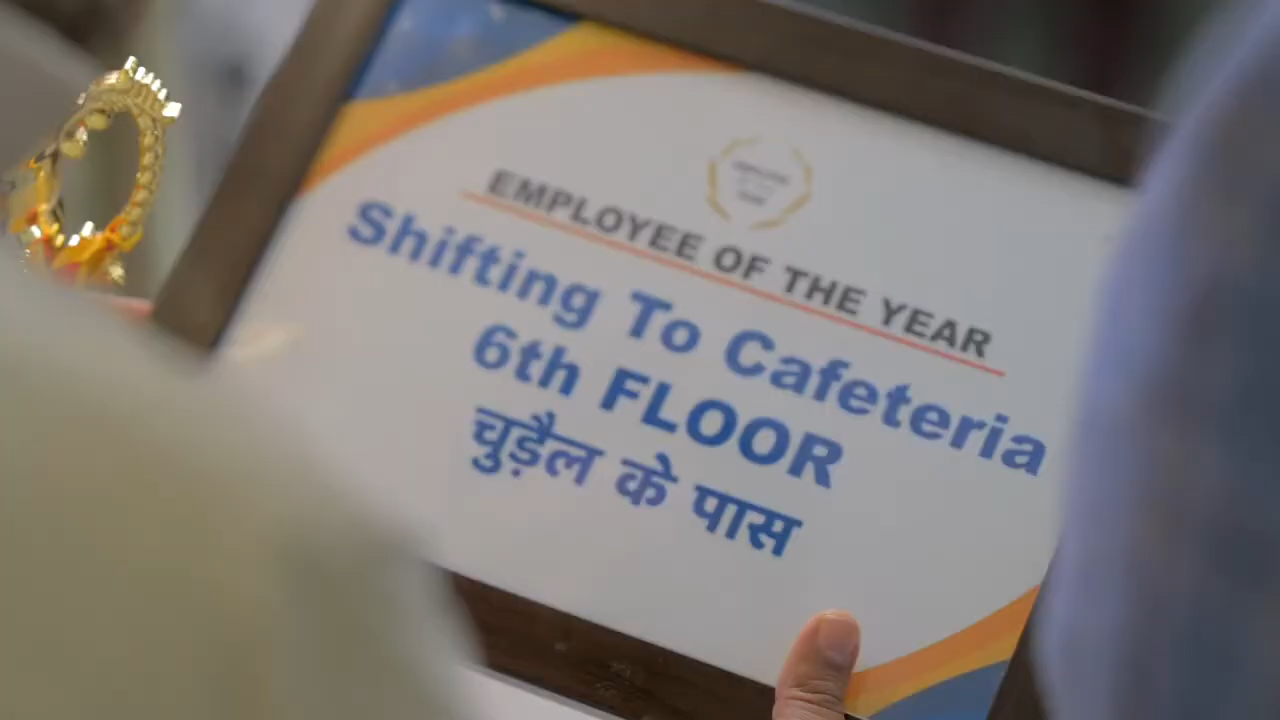 EMPLOYEE OF THE YEAR
Shifting To Cafeteria
6th FLOOR
चुड़ैल के पास